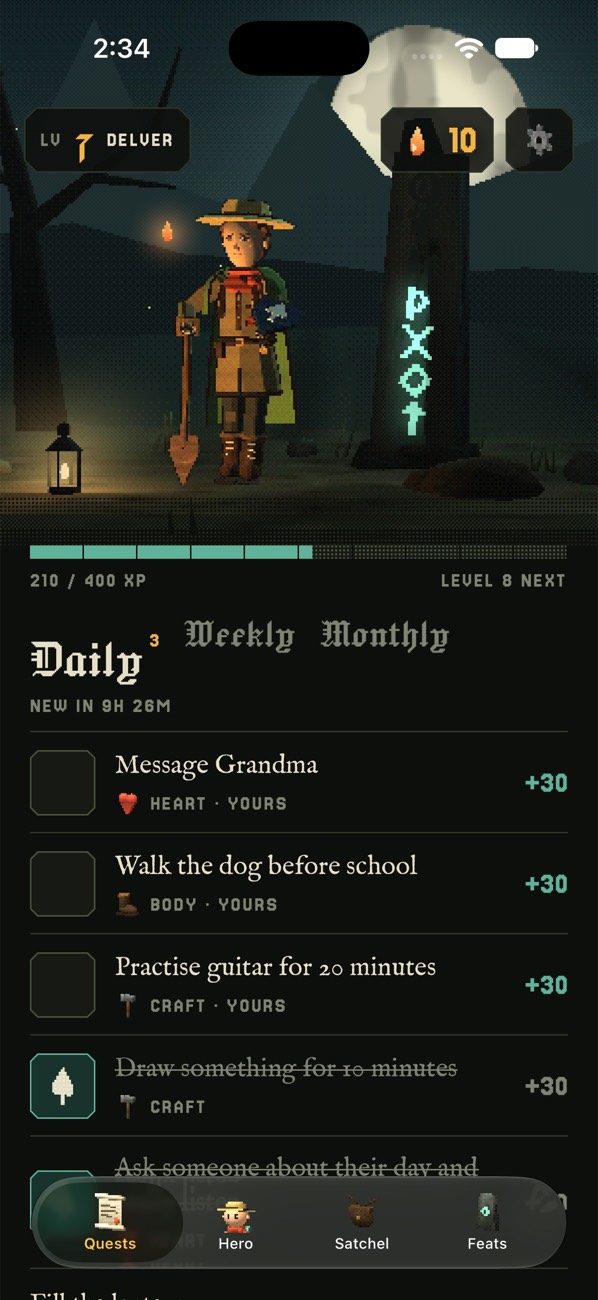 2:34
LV 7 DELVER
10
210 / 400 XP
LEVEL 8 NEXT
Daily 3 Weekly Monthly
NEW IN 9H 26M
Message Grandma
+30
HEART · YOURS
Walk the dog before school
+30
BODY · YOURS
Practise guitar for 20 minutes
+30
CRAFT · YOURS
Draw something for 10 minutes
+30
CRAFT
Ask someone about their day and
Quests
Hero
Satchel
Feats